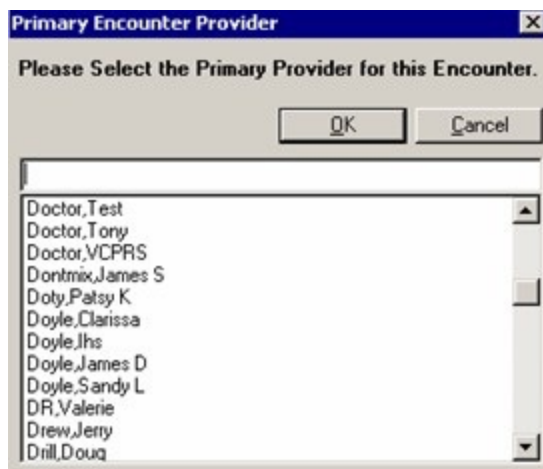 Primary Encounter Provider
Please Select the Primary Provider for this Encounter.
OK Cancel
Doctor,Test
Doctor,Tony
Doctor,VCPRS
Dontmix,James S
Doty,Patsy K
Doyle,Clarissa
Doyle,Ihs
Doyle,James D
Doyle,Sandy L
DR,Valerie
Drew,Jerry
Drill,Doug